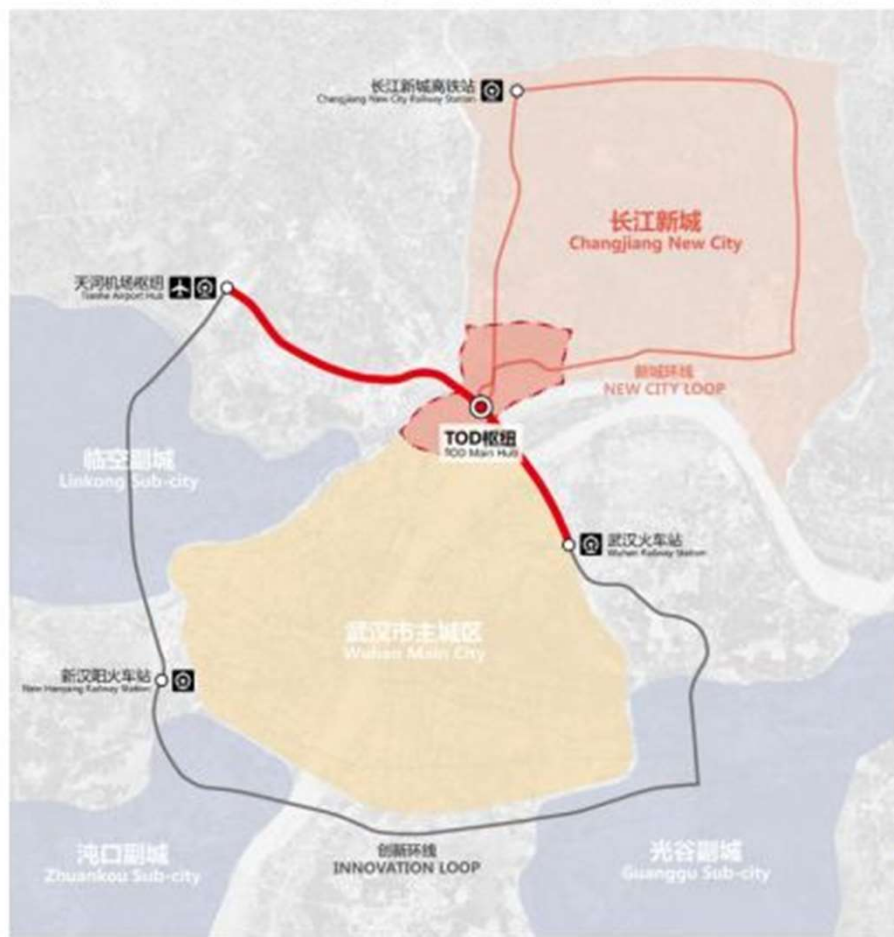 长江新城高铁站
Changjiang New City Railway Station
长江新城
Changjiang New City
天河机场枢纽
Tianhe Airport Hub
新城环线
NEW CITY LOOP
TOD枢纽
TOD Main Hub
临空副城
Linkong Sub-city
武汉火车站
Wuhan Railway Station
武汉市主城区
Wuhan Main City
新汉阳火车站
New Hanyang Railway Station
创新环线
INNOVATION LOOP
沌口副城
Zhuankou Sub-city
光谷副城
Guanggu Sub-city